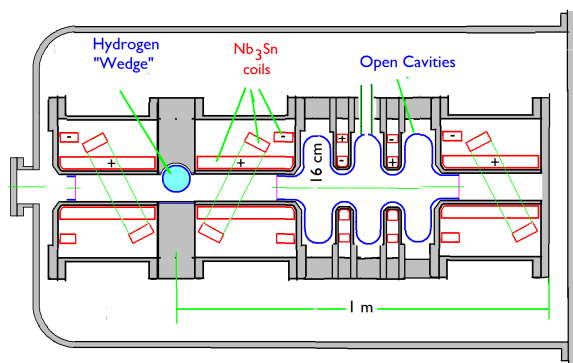 Hydrogen
"Wedge"
Nb3Sn
coils
Open Cavities
- - + - -
+ + - + +
16 cm
1 m